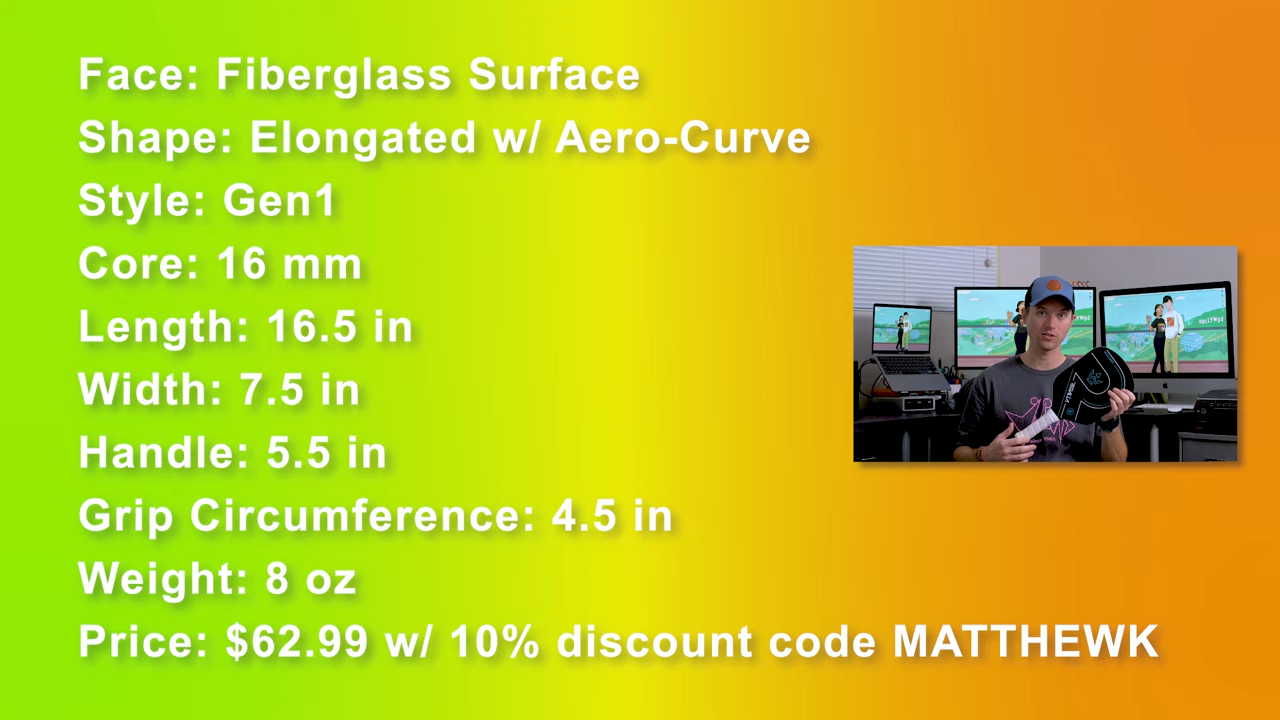 Face: Fiberglass Surface
Shape: Elongated w/ Aero-Curve
Style: Gen1
Core: 16 mm
Length: 16.5 in
Width: 7.5 in
Handle: 5.5 in
Grip Circumference: 4.5 in
Weight: 8 oz
Price: $62.99 w/ 10% discount code MATTHEWK